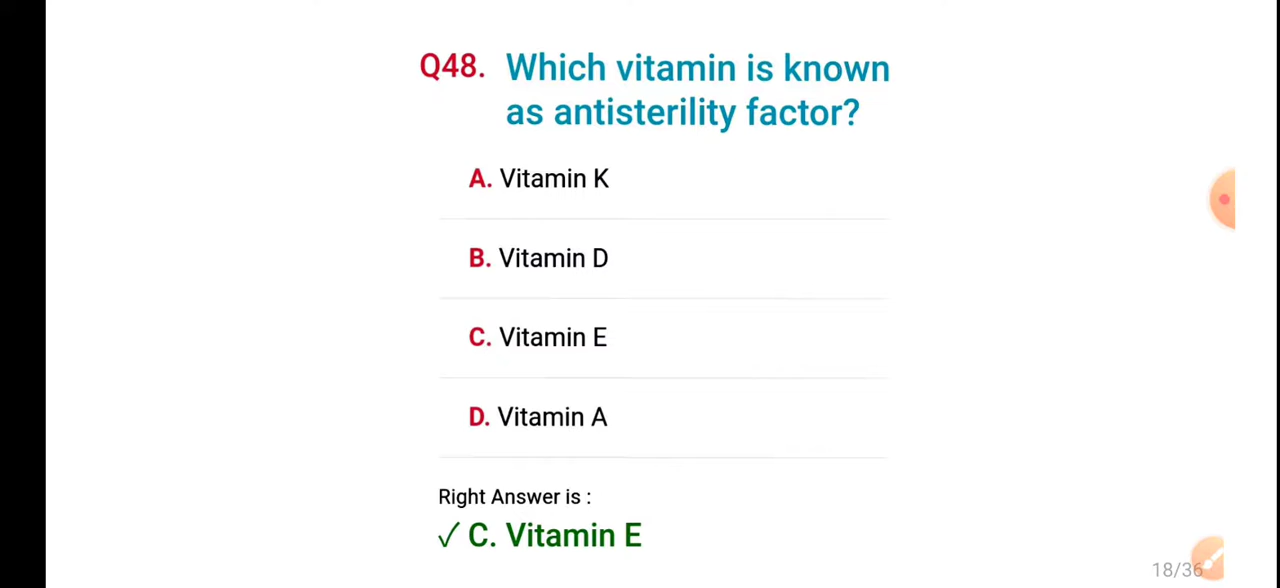 Q48. Which vitamin is known
as antisterility factor?
A. Vitamin K
B. Vitamin D
C. Vitamin E
D. Vitamin A
Right Answer is :
✓ C. Vitamin E
18/36